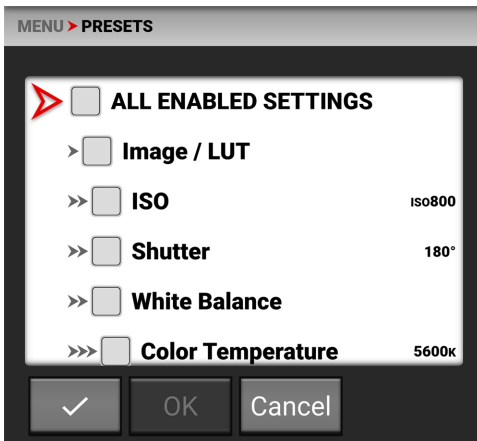 MENU > PRESETS
ALL ENABLED SETTINGS
Image / LUT
ISO ISO800
Shutter 180°
White Balance
Color Temperature 5600K
OK Cancel